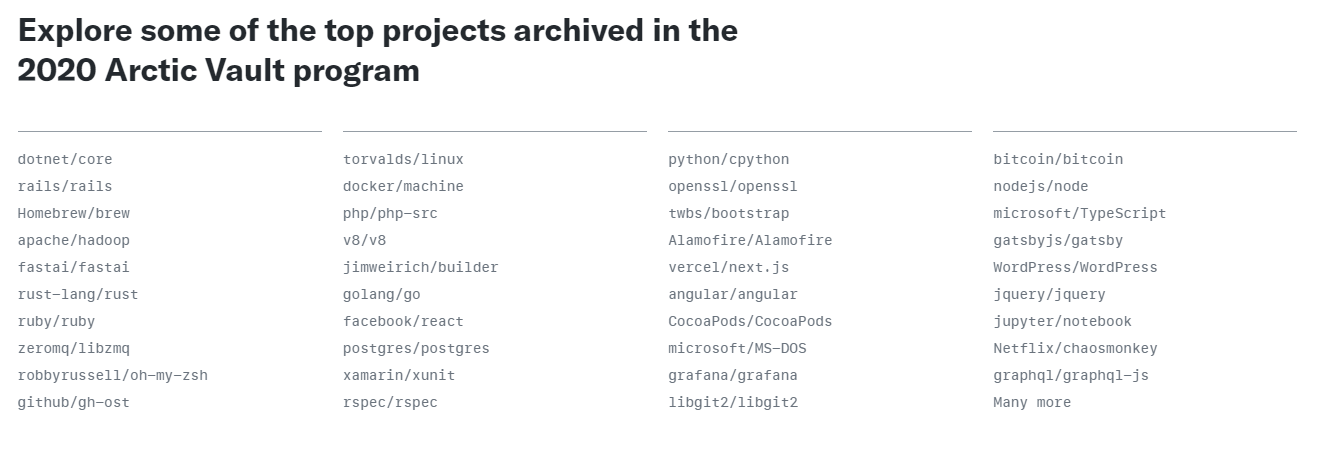 Explore some of the top projects archived in the
2020 Arctic Vault program
dotnet/core
rails/rails
Homebrew/brew
apache/hadoop
fastai/fastai
rust-lang/rust
ruby/ruby
zeromq/libzmq
robbyrussell/oh-my-zsh
github/gh-ost
torvalds/linux
docker/machine
php/php-src
v8/v8
jimweirich/builder
golang/go
facebook/react
postgres/postgres
xamarin/xunit
rspec/rspec
python/cpython
openssl/openssl
twbs/bootstrap
Alamofire/Alamofire
vercel/next.js
angular/angular
CocoaPods/CocoaPods
microsoft/MS-DOS
grafana/grafana
libgit2/libgit2
bitcoin/bitcoin
nodejs/node
microsoft/TypeScript
gatsbyjs/gatsby
WordPress/WordPress
jquery/jquery
jupyter/notebook
Netflix/chaosmonkey
graphql/graphql-js
Many more